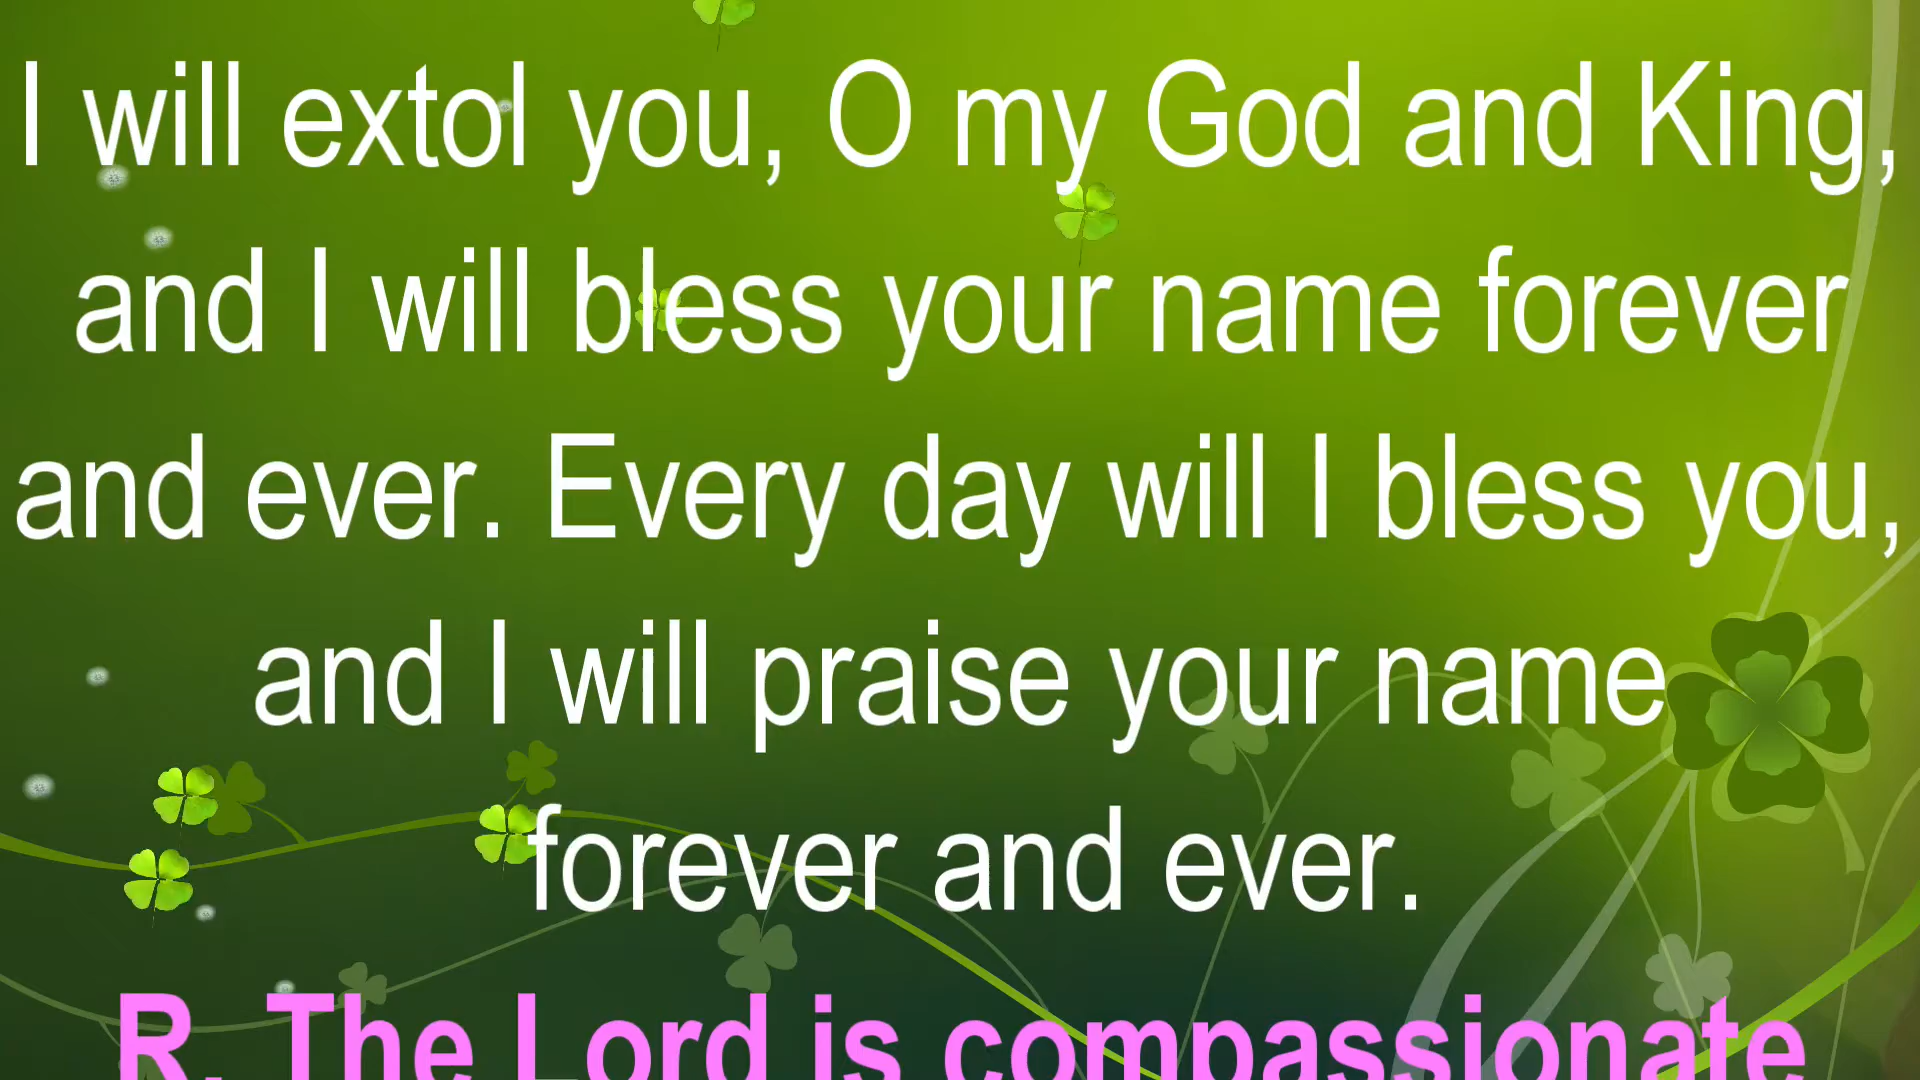 I will extol you, O my God and King,
and I will bless your name forever
and ever. Every day will I bless you,
and I will praise your name
forever and ever.
R. The Lord is compassionate